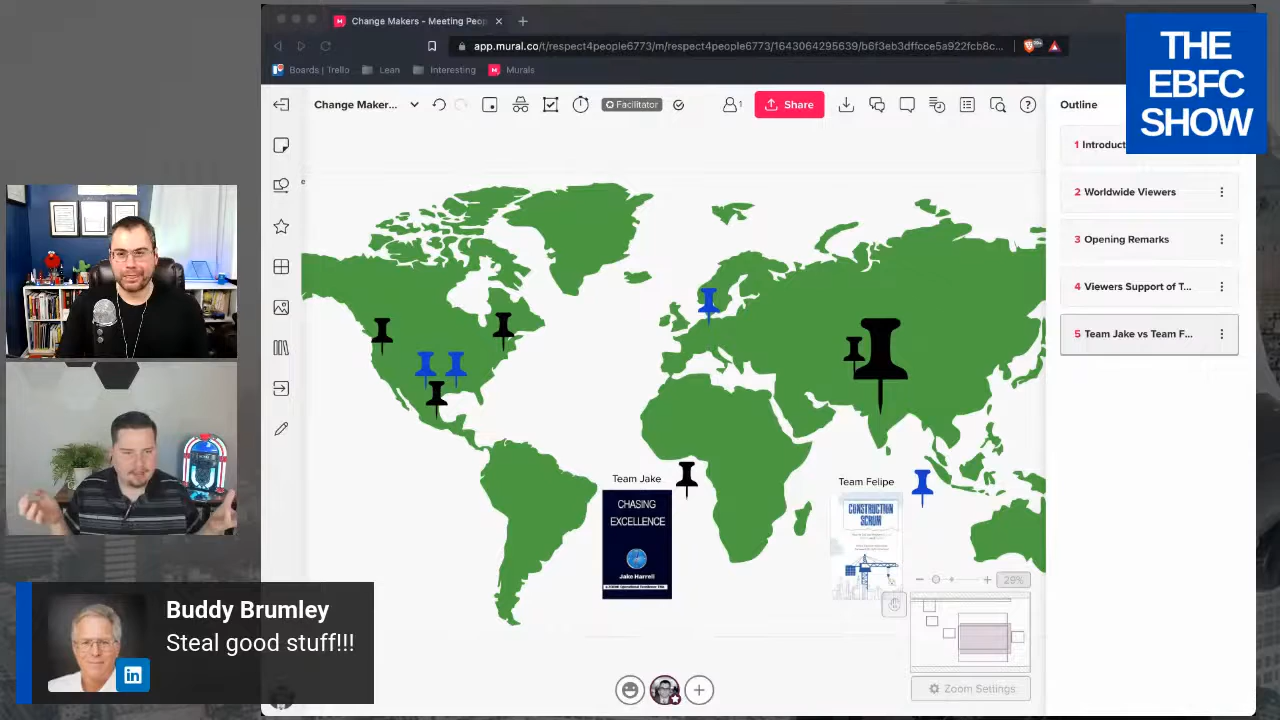 Change Makers - Meeting Peop
app.mural.co/t/respect4people6773/m/respect4people6773/1643064295639/b6f3eb3dffcce5a922fcb8c...
Boards | Trello
Lean
Interesting
Murals
THE
EBFC
SHOW
Change Maker...
Facilitator
1
Share
Outline
1 Introduct
2 Worldwide Viewers
3 Opening Remarks
4 Viewers Support of T...
5 Team Jake vs Team F...
e
Team Jake
CHASING
EXCELLENCE
Jake Harrell
Team Felipe
CONSTRUCTION
SCRUM
29%
Zoom Settings
Buddy Brumley
Steal good stuff!!!
in